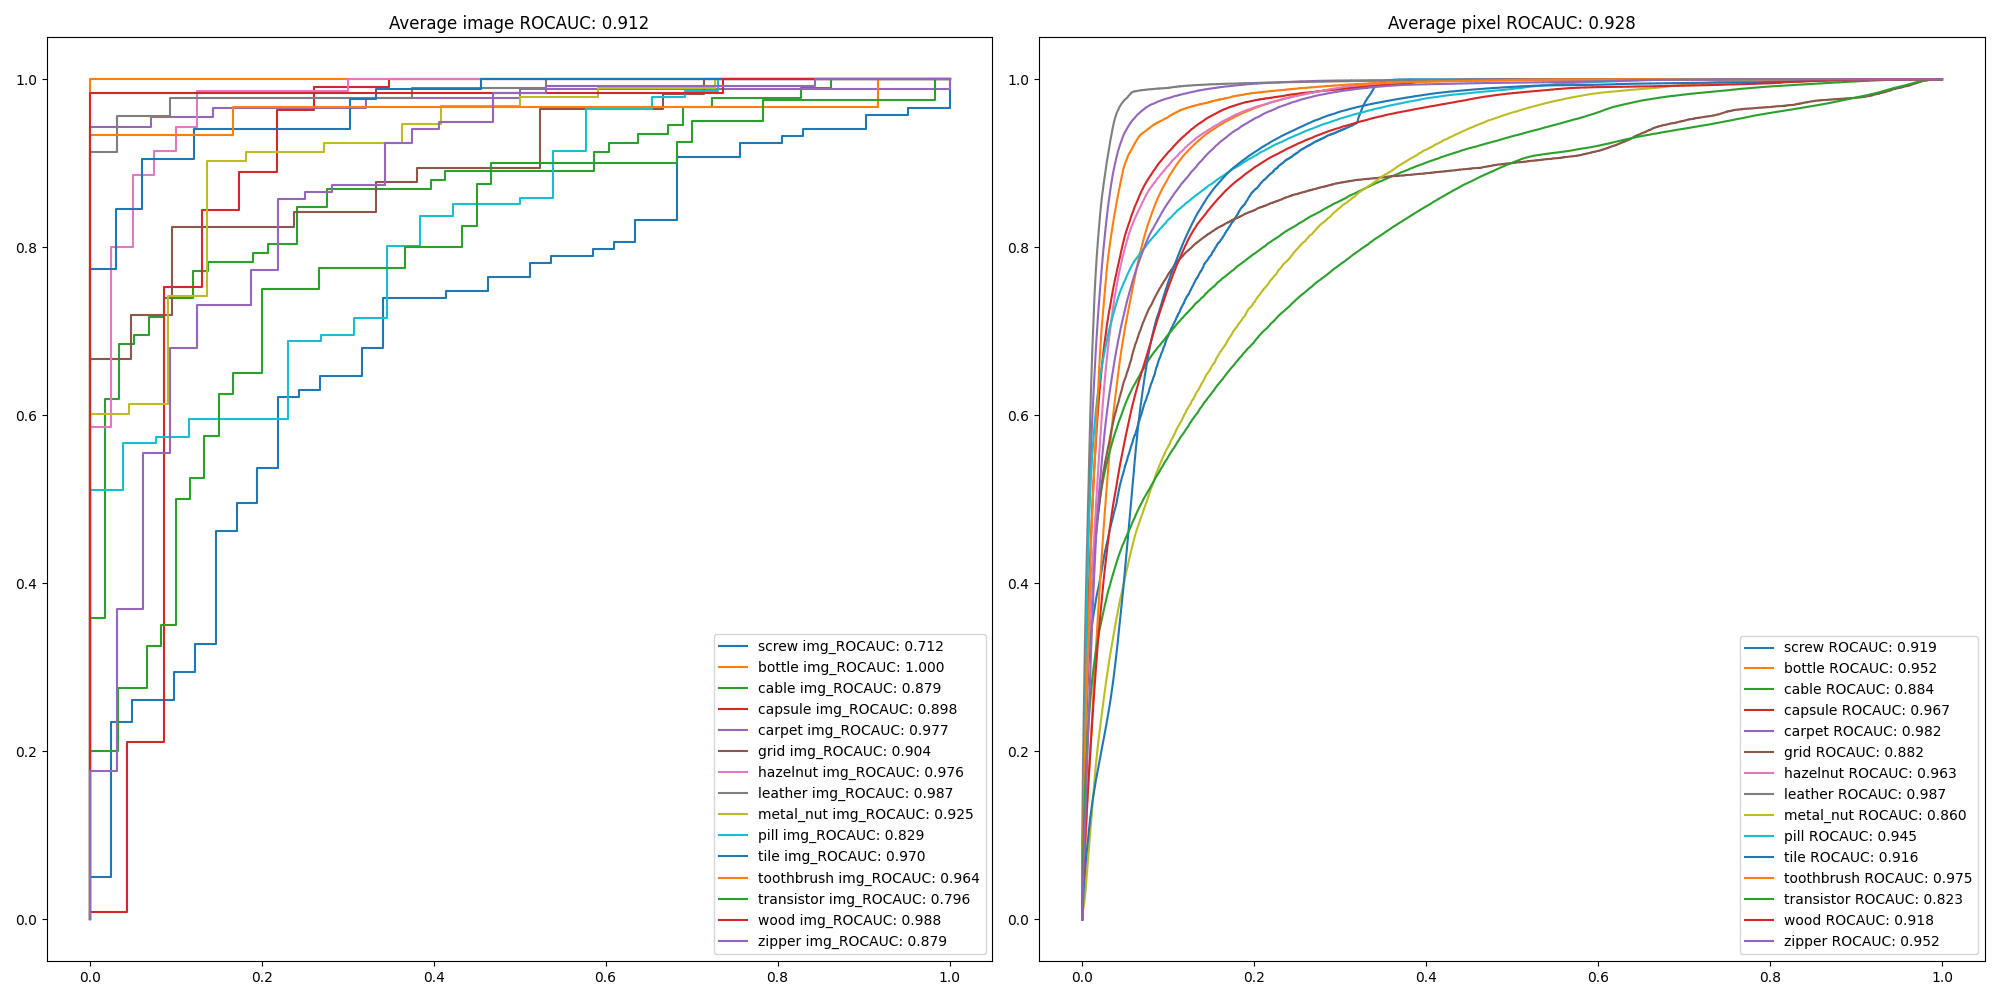 Average image ROCAUC: 0.912
1.0
0.8
0.6
0.4
0.2
0.0
0.0 0.2 0.4 0.6 0.8 1.0
screw img_ROCAUC: 0.712
bottle img_ROCAUC: 1.000
cable img_ROCAUC: 0.879
capsule img_ROCAUC: 0.898
carpet img_ROCAUC: 0.977
grid img_ROCAUC: 0.904
hazelnut img_ROCAUC: 0.976
leather img_ROCAUC: 0.987
metal_nut img_ROCAUC: 0.925
pill img_ROCAUC: 0.829
tile img_ROCAUC: 0.970
toothbrush img_ROCAUC: 0.964
transistor img_ROCAUC: 0.796
wood img_ROCAUC: 0.988
zipper img_ROCAUC: 0.879
Average pixel ROCAUC: 0.928
1.0
0.8
0.6
0.4
0.2
0.0
0.0 0.2 0.4 0.6 0.8 1.0
screw ROCAUC: 0.919
bottle ROCAUC: 0.952
cable ROCAUC: 0.884
capsule ROCAUC: 0.967
carpet ROCAUC: 0.982
grid ROCAUC: 0.882
hazelnut ROCAUC: 0.963
leather ROCAUC: 0.987
metal_nut ROCAUC: 0.860
pill ROCAUC: 0.945
tile ROCAUC: 0.916
toothbrush ROCAUC: 0.975
transistor ROCAUC: 0.823
wood ROCAUC: 0.918
zipper ROCAUC: 0.952